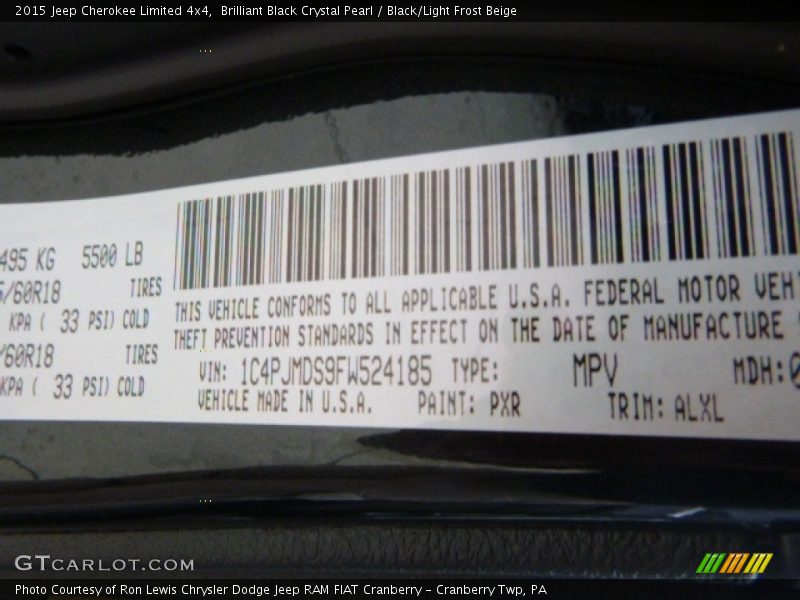 2015 Jeep Cherokee Limited 4x4,  Brilliant Black Crystal Pearl / Black/Light Frost Beige
495 KG 5500 LB
/60R18 TIRES
KPA ( 33 PSI) COLD
/60R18 TIRES
KPA ( 33 PSI) COLD
THIS VEHICLE CONFORMS TO ALL APPLICABLE U.S.A. FEDERAL MOTOR VEH
THEFT PREVENTION STANDARDS IN EFFECT ON THE DATE OF MANUFACTURE
VIN: 1C4PJMDS9FW524185 TYPE: MPV MDH:0
VEHICLE MADE IN U.S.A. PAINT: PXR TRIM: ALXL
GTCARLOT.COM
Photo Courtesy of Ron Lewis Chrysler Dodge Jeep RAM FIAT Cranberry – Cranberry Twp, PA